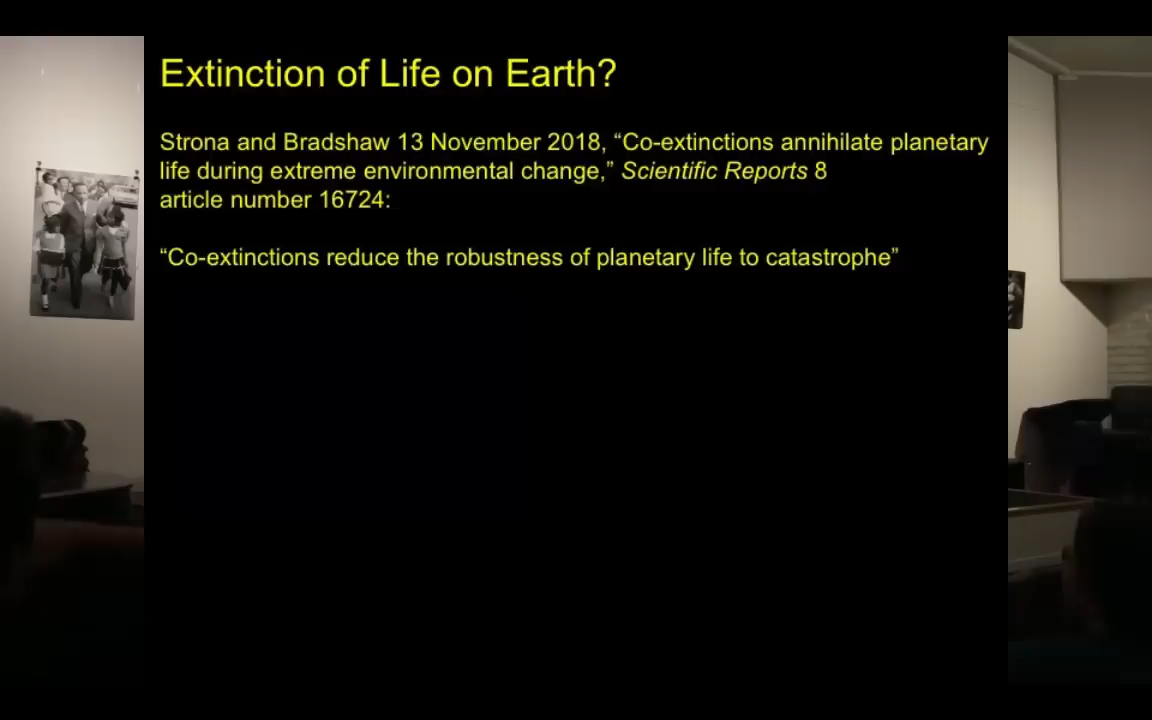 Extinction of Life on Earth?
Strona and Bradshaw 13 November 2018, “Co-extinctions annihilate planetary
life during extreme environmental change,” Scientific Reports 8
article number 16724:
“Co-extinctions reduce the robustness of planetary life to catastrophe”